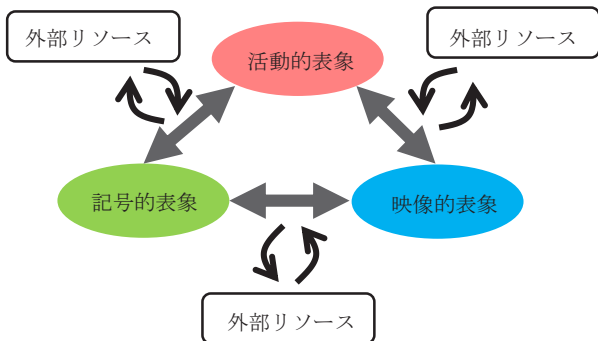 外部リソース
外部リソース
活動的表象
記号的表象
映像的表象
外部リソース